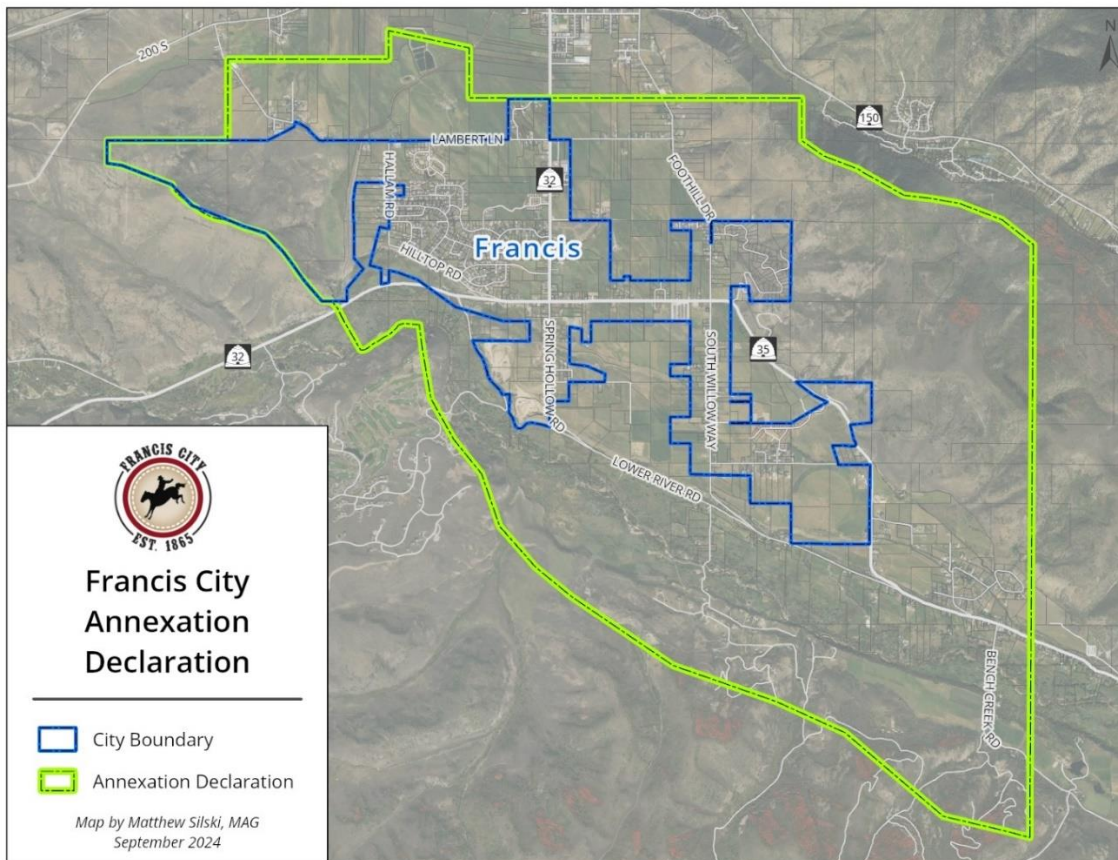 200 S
N
150
LAMBERT LN
HALLAM RD
32
FOOTHILL DR
Francis
HILLTOP RD
32
SPRING HOLLOW RD
SOUTH WILLOW WAY
35
LOWER RIVER RD
BENCH CREEK RD
FRANCIS CITY
EST. 1865
Francis City
Annexation
Declaration
City Boundary
Annexation Declaration
Map by Matthew Silski, MAG
September 2024